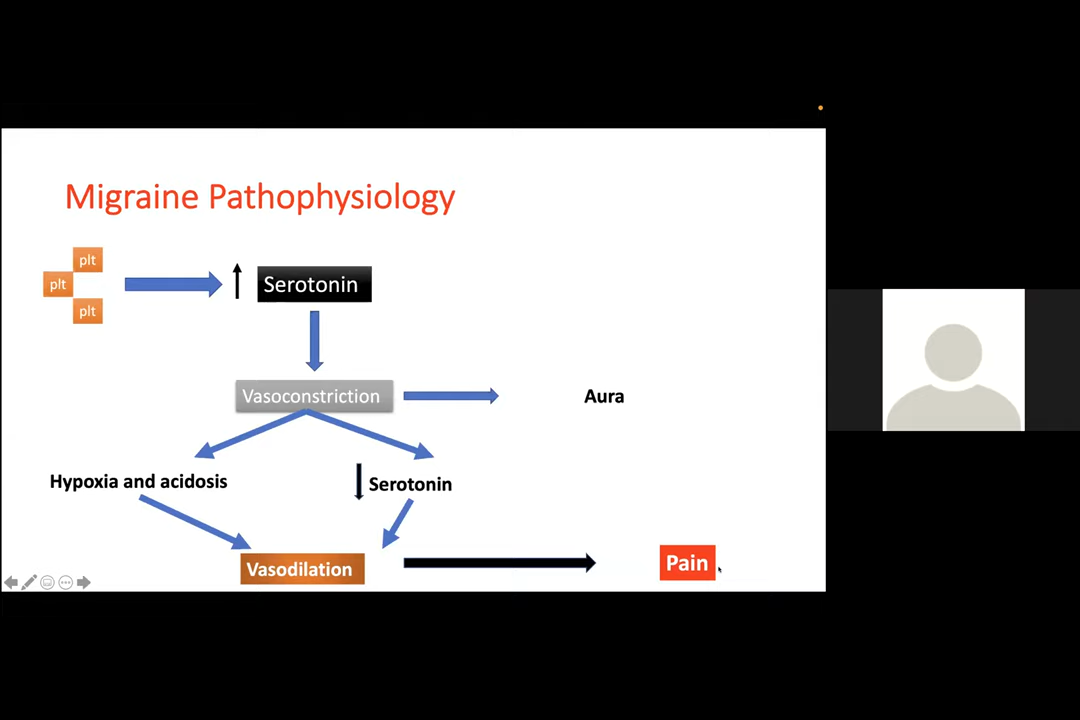 Migraine Pathophysiology
plt
plt
plt
Serotonin
Vasoconstriction
Aura
Hypoxia and acidosis
Serotonin
Vasodilation
Pain